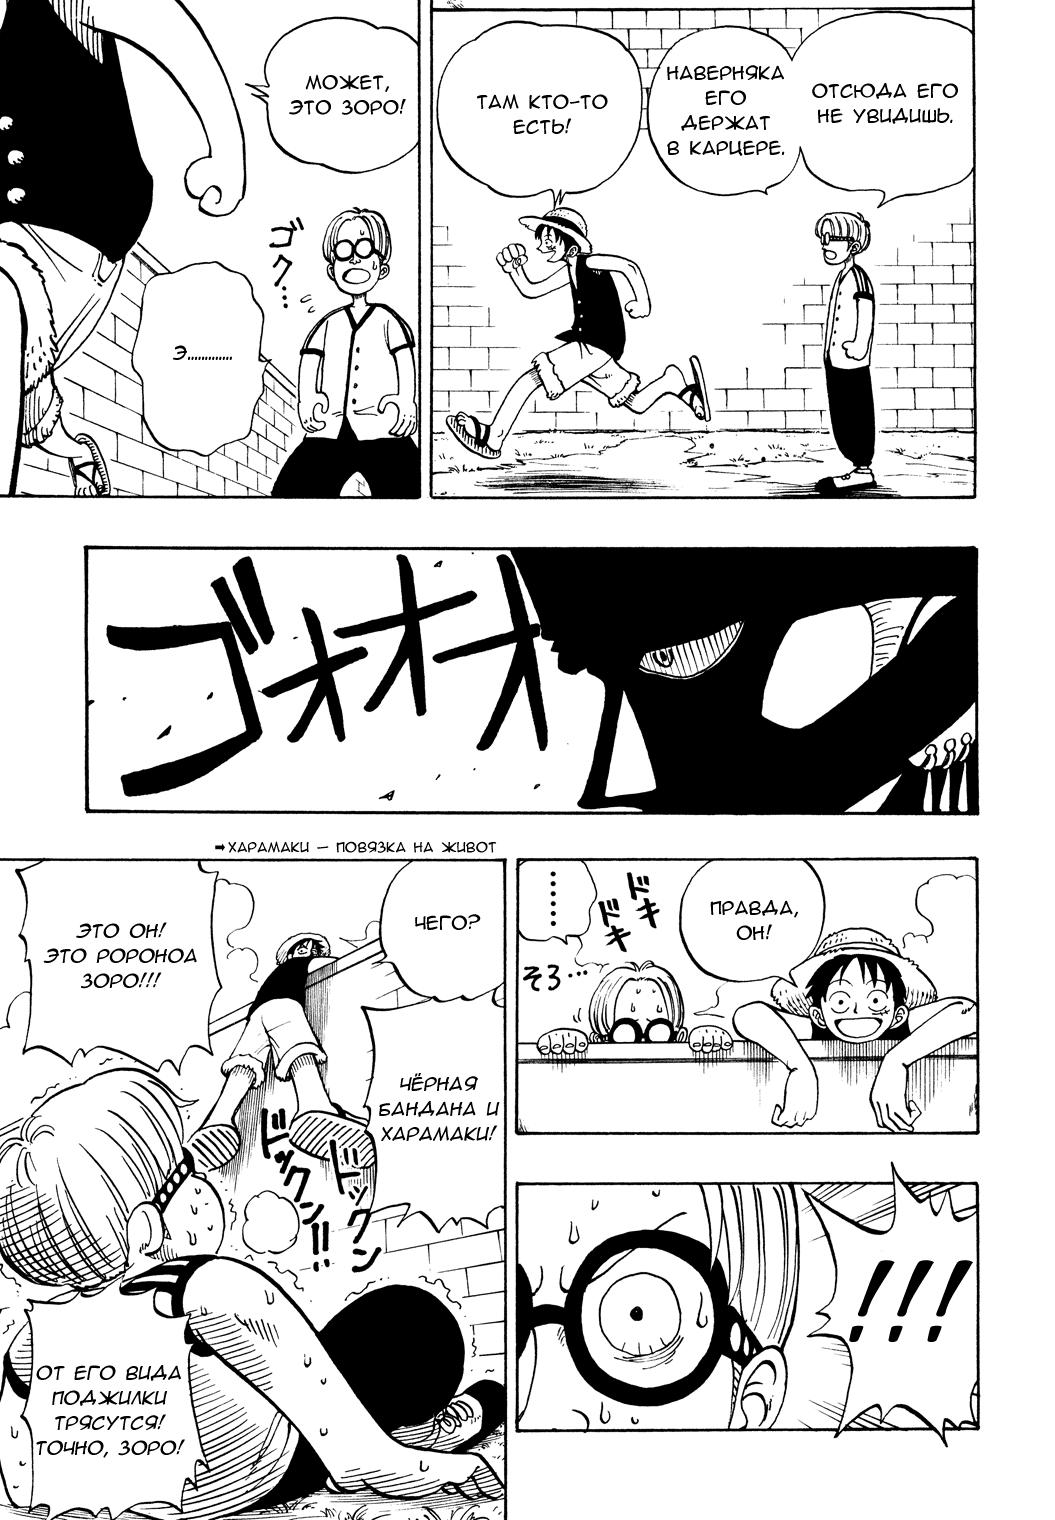 ОТСЮДА ЕГО
НЕ УВИДИШЬ.
НАВЕРНЯКА
ЕГО
ДЕРЖАТ
В КАРЦЕРЕ.
ТАМ КТО-ТО
ЕСТЬ!
МОЖЕТ,
ЭТО ЗОРО!
ゴク…
Э..............
ゴオオオ
ПРАВДА,
ОН!
ドキ
ドキ
……
そろ…
!!!
➡ХАРАМАКИ — ПОВЯЗКА НА ЖИВОТ
ЧЕГО?
ЧЁРНАЯ
БАНДАНА И
ХАРАМАКИ!
ЭТО ОН!
ЭТО РОРОНОА
ЗОРО!!!
ドックン
ドックン!!
ОТ ЕГО ВИДА
ПОДЖИЛКИ
ТРЯСУТСЯ!
ТОЧНО, ЗОРО!